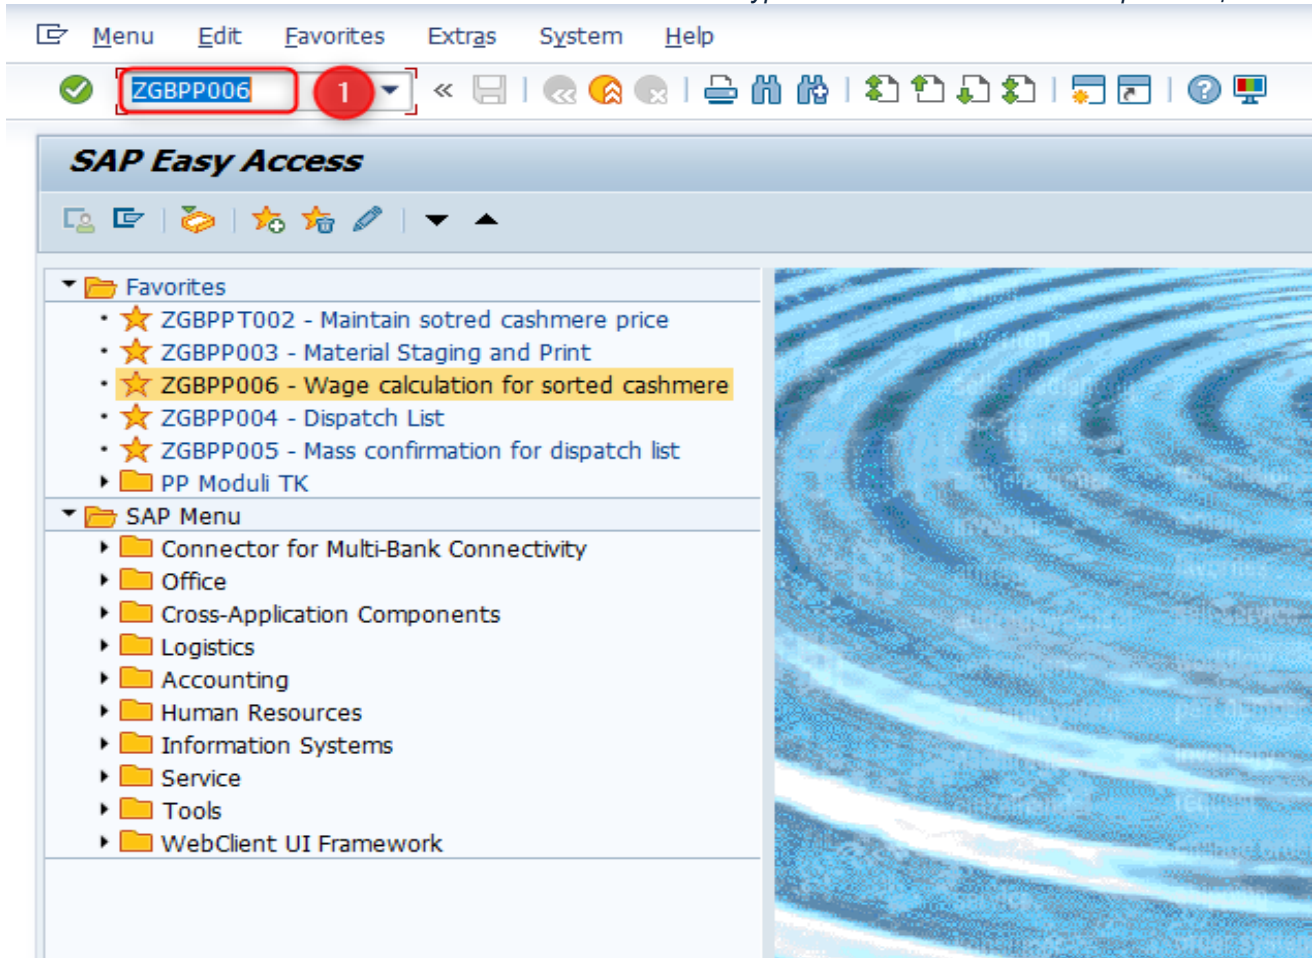 Menu Edit Favorites Extras System Help
ZGBPP006 1
SAP Easy Access
Favorites
ZGBPPT002 - Maintain sotred cashmere price
ZGBPP003 - Material Staging and Print
ZGBPP006 - Wage calculation for sorted cashmere
ZGBPP004 - Dispatch List
ZGBPP005 - Mass confirmation for dispatch list
PP Moduli TK
SAP Menu
Connector for Multi-Bank Connectivity
Office
Cross-Application Components
Logistics
Accounting
Human Resources
Information Systems
Service
Tools
WebClient UI Framework